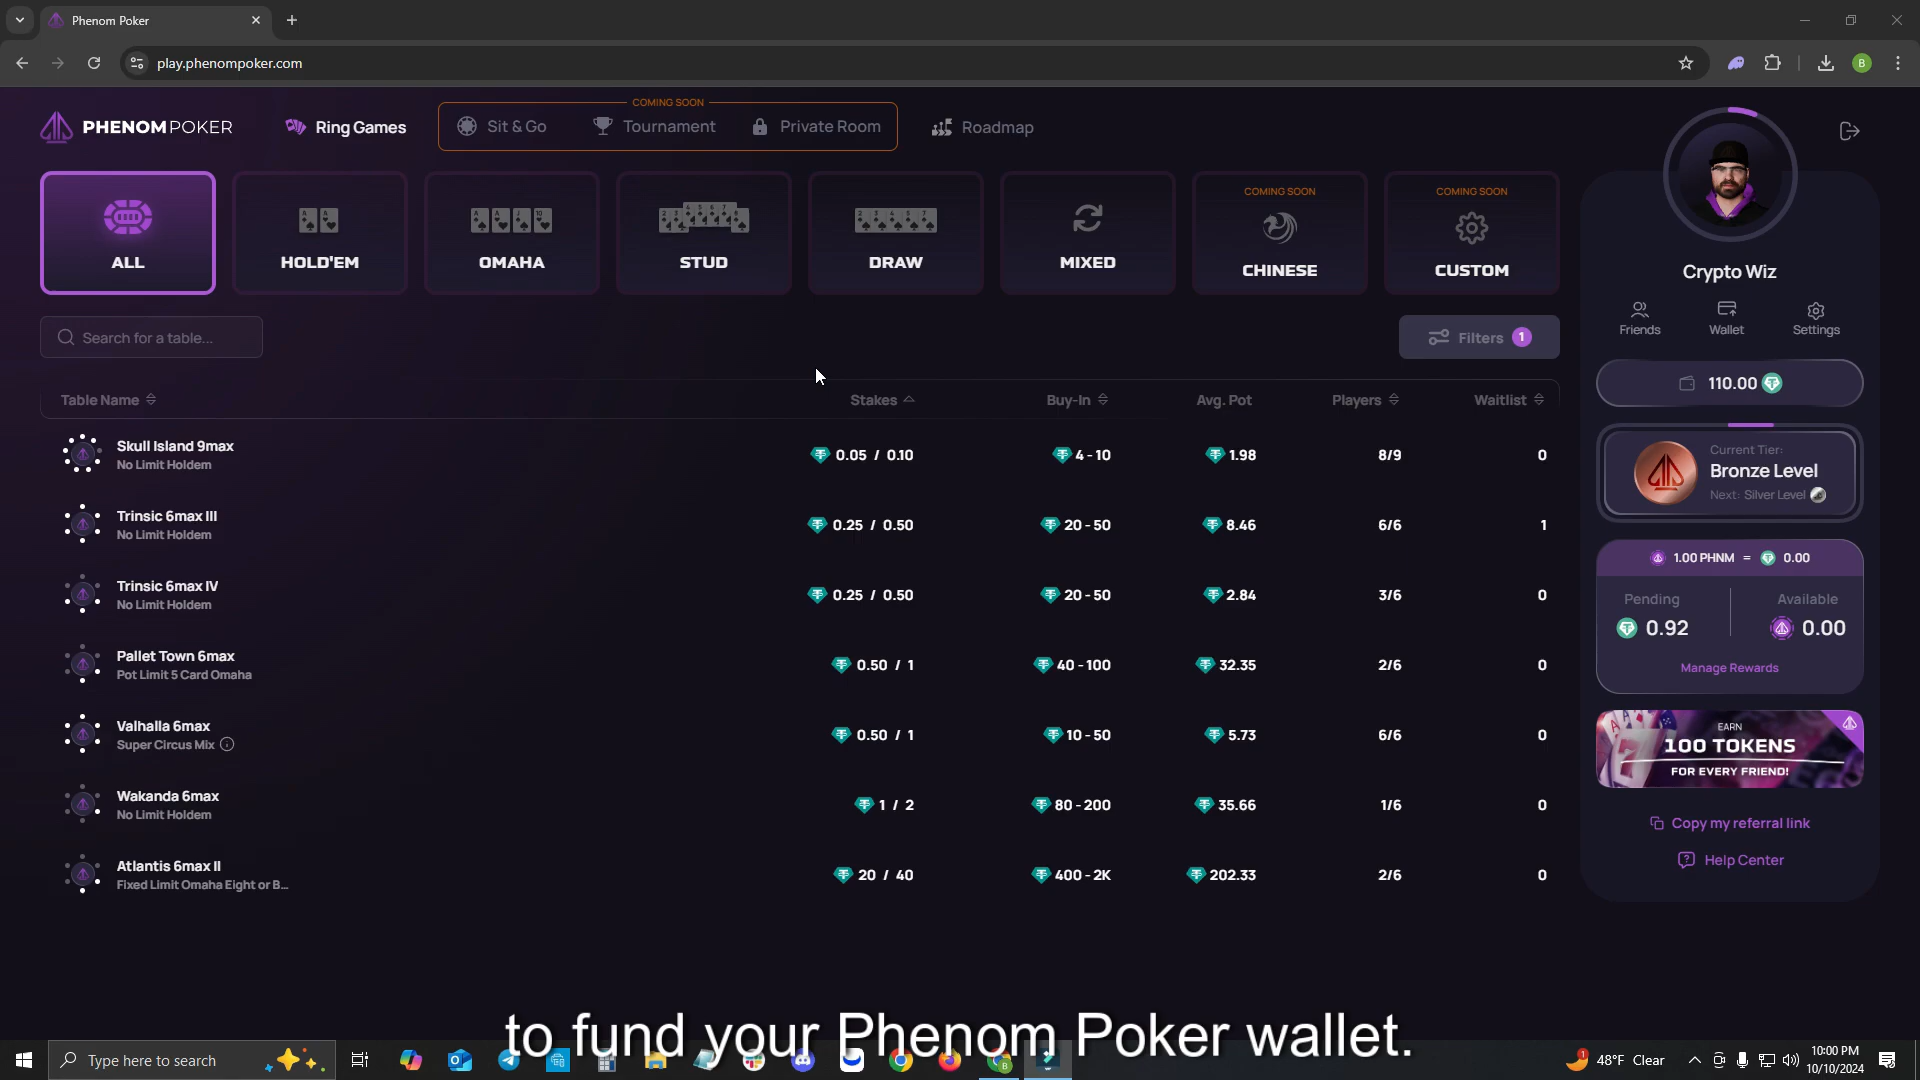 Phenom Poker
play.phenompoker.com
B
PHENOMPOKER
Ring Games
COMING SOON
Sit & Go
Tournament
Private Room
Roadmap
ALL
HOLD'EM
OMAHA
STUD
DRAW
MIXED
COMING SOON
CHINESE
COMING SOON
CUSTOM
Crypto Wiz
Friends
Wallet
Settings
Search for a table...
Filters 1
110.00
Table Name
Stakes
Buy-In
Avg. Pot
Players
Waitlist
Skull Island 9max
No Limit Holdem
0.05 / 0.10
4 - 10
1.98
8/9
0
Trinsic 6max III
No Limit Holdem
0.25 / 0.50
20 - 50
8.46
6/6
1
Trinsic 6max IV
No Limit Holdem
0.25 / 0.50
20 - 50
2.84
3/6
0
Pallet Town 6max
Pot Limit 5 Card Omaha
0.50 / 1
40 - 100
32.35
2/6
0
Valhalla 6max
Super Circus Mix
0.50 / 1
10 - 50
5.73
6/6
0
Wakanda 6max
No Limit Holdem
1 / 2
80 - 200
35.66
1/6
0
Atlantis 6max II
Fixed Limit Omaha Eight or B...
20 / 40
400 - 2K
202.33
2/6
0
Current Tier:
Bronze Level
Next: Silver Level
1.00 PHNM = 0.00
Pending
0.92
Available
0.00
Manage Rewards
EARN
100 TOKENS
FOR EVERY FRIEND!
Copy my referral link
Help Center
to fund your Phenom Poker wallet.
Type here to search
1
48°F Clear
10:00 PM
10/10/2024